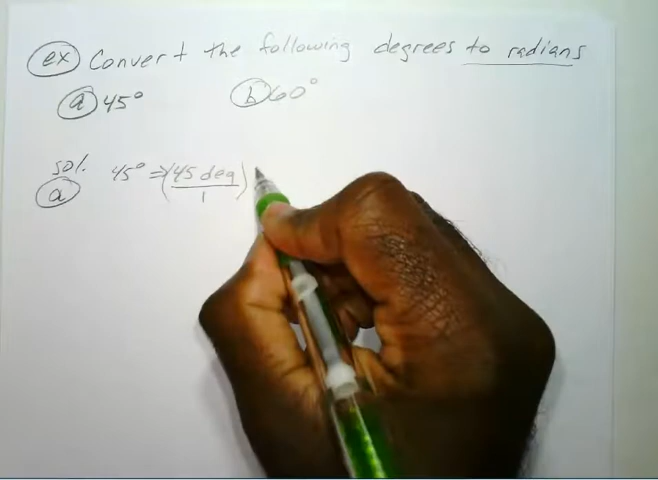 ex Convert the following degrees to radians
a 45° b 60°
sol.
a 45° => (45 deg / 1)